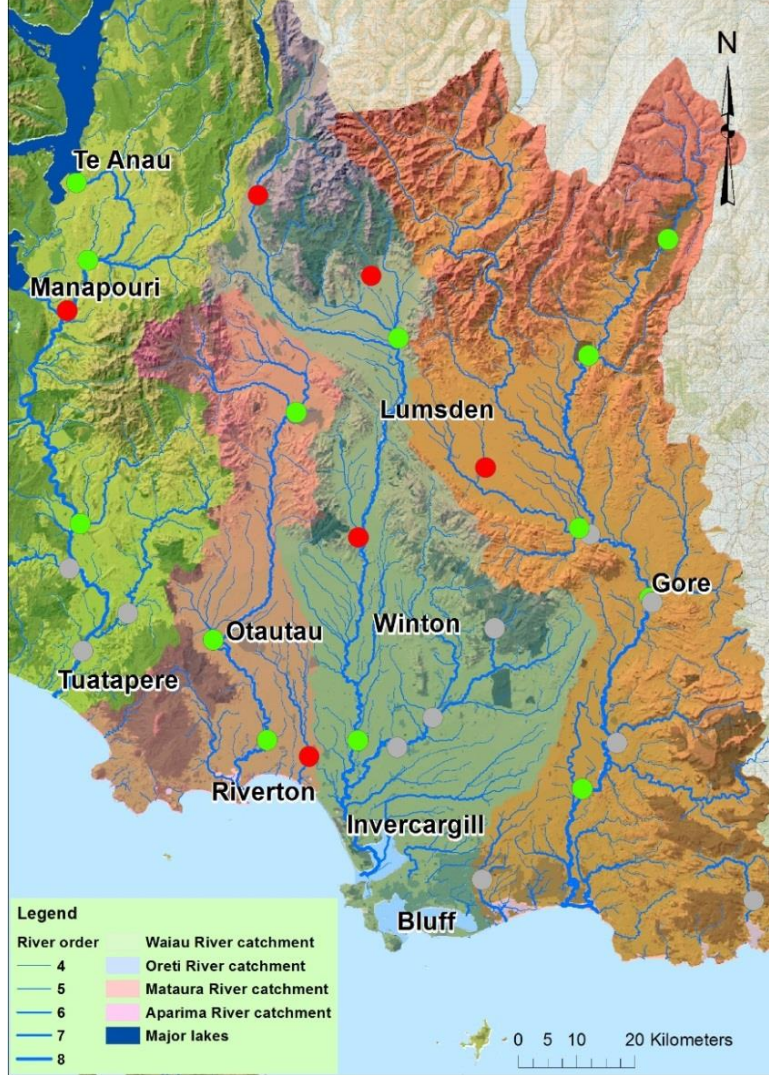 N
Te Anau
Manapouri
Lumsden
Gore
Otautau
Winton
Tuatapere
Riverton
Invercargill
Bluff
Legend
River order
4
5
6
7
8
Waiau River catchment
Oreti River catchment
Mataura River catchment
Aparima River catchment
Major lakes
0 5 10 20 Kilometers